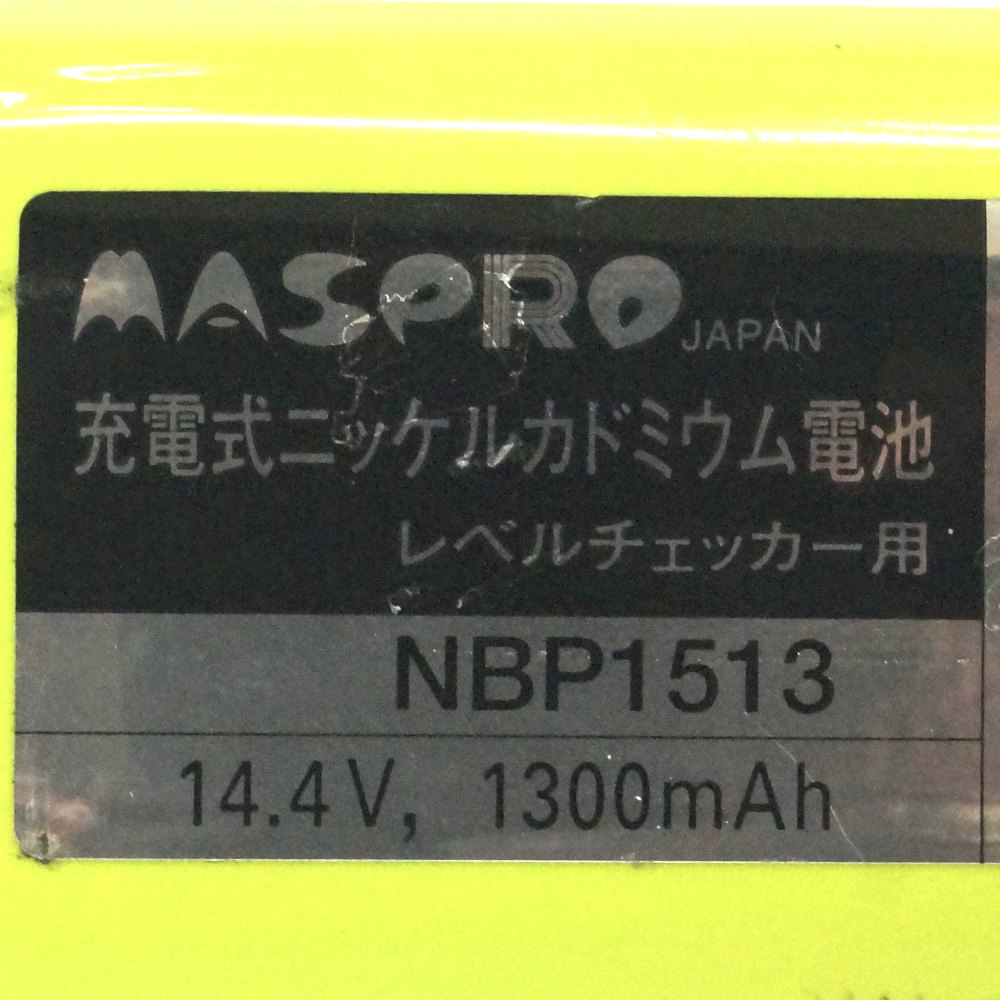 MASPRO JAPAN
充電式ニッケルカドミウム電池
レベルチェッカー用
NBP1513
14.4V, 1300mAh